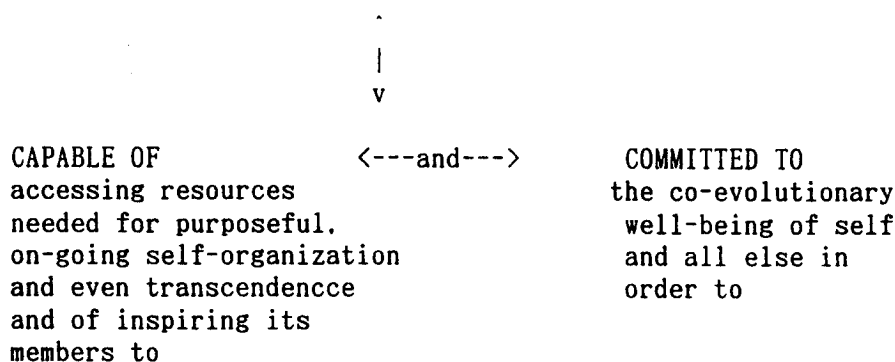 ^
|
v
CAPABLE OF <---and---> COMMITTED TO
accessing resources the co-evolutionary
needed for purposeful, well-being of self
on-going self-organization and all else in
and even transcendencce order to
and of inspiring its
members to